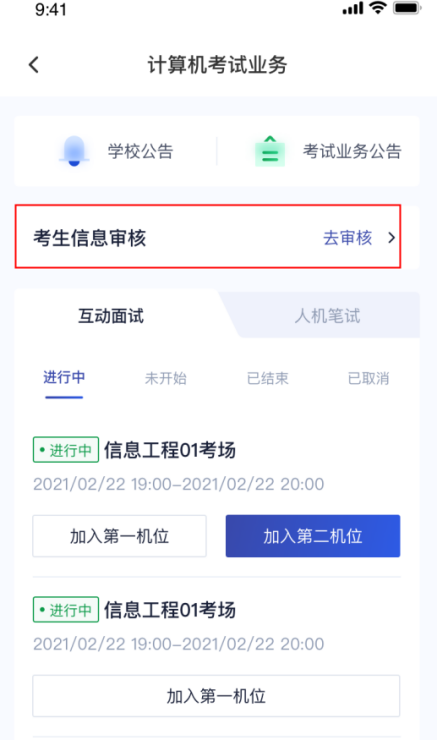 9:41
计算机考试业务
学校公告 考试业务公告
考生信息审核 去审核
互动面试 人机笔试
进行中 未开始 已结束 已取消
进行中 信息工程01考场
2021/02/22 19:00-2021/02/22 20:00
加入第一机位 加入第二机位
进行中 信息工程01考场
2021/02/22 19:00-2021/02/22 20:00
加入第一机位